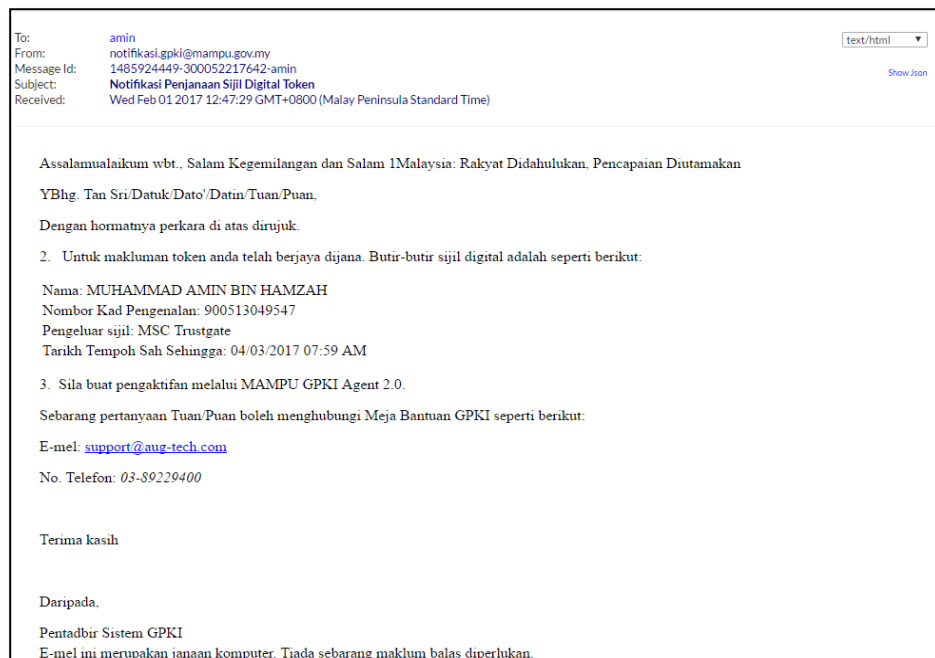 To: amin
text/html
From: notifikasi.gpki@mampu.gov.my
Message Id: 1485924449-300052217642-amin
Show Json
Subject: Notifikasi Penjanaan Sijil Digital Token
Received: Wed Feb 01 2017 12:47:29 GMT+0800 (Malay Peninsula Standard Time)
Assalamualaikum wbt., Salam Kegemilangan dan Salam 1Malaysia: Rakyat Didahulukan, Pencapaian Diutamakan
YBhg. Tan Sri/Datuk/Dato'/Datin/Tuan/Puan,
Dengan hormatnya perkara di atas dirujuk.
2. Untuk makluman token anda telah berjaya dijana. Butir-butir sijil digital adalah seperti berikut:
Nama: MUHAMMAD AMIN BIN HAMZAH
Nombor Kad Pengenalan: 900513049547
Pengeluar sijil: MSC Trustgate
Tarikh Tempoh Sah Sehingga: 04/03/2017 07:59 AM
3. Sila buat pengaktifan melalui MAMPU GPKI Agent 2.0.
Sebarang pertanyaan Tuan/Puan boleh menghubungi Meja Bantuan GPKI seperti berikut:
E-mel: support@aug-tech.com
No. Telefon: 03-89229400
Terima kasih
Daripada,
Pentadbir Sistem GPKI
E-mel ini merupakan janaan komputer. Tiada sebarang maklum balas diperlukan.